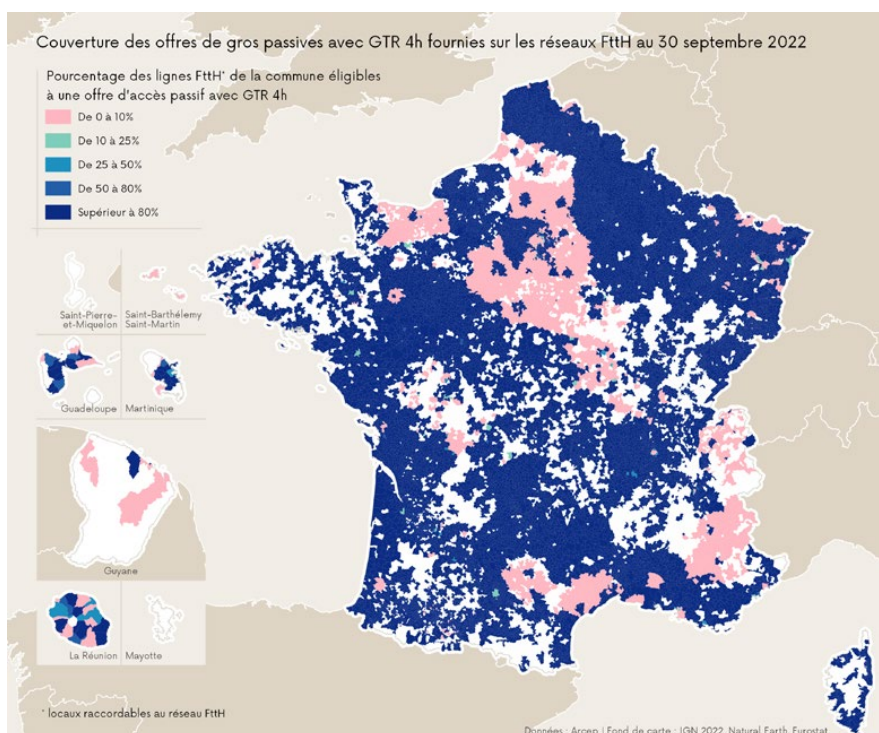 Couverture des offres de gros passives avec GTR 4h fournies sur les réseaux FttH au 30 septembre 2022
Pourcentage des lignes FttH* de la commune éligibles
à une offre d'accès passif avec GTR 4h
De 0 à 10%
De 10 à 25%
De 25 à 50%
De 50 à 80%
Supérieur à 80%
Saint-Pierre-
et-Miquelon
Saint-Barthélemy
Saint-Martin
Guadeloupe
Martinique
Guyane
La Réunion
Mayotte
* locaux raccordables au réseau FttH
Données : Arcep | Fond de carte : IGN 2022, Natural Earth, Eurostat